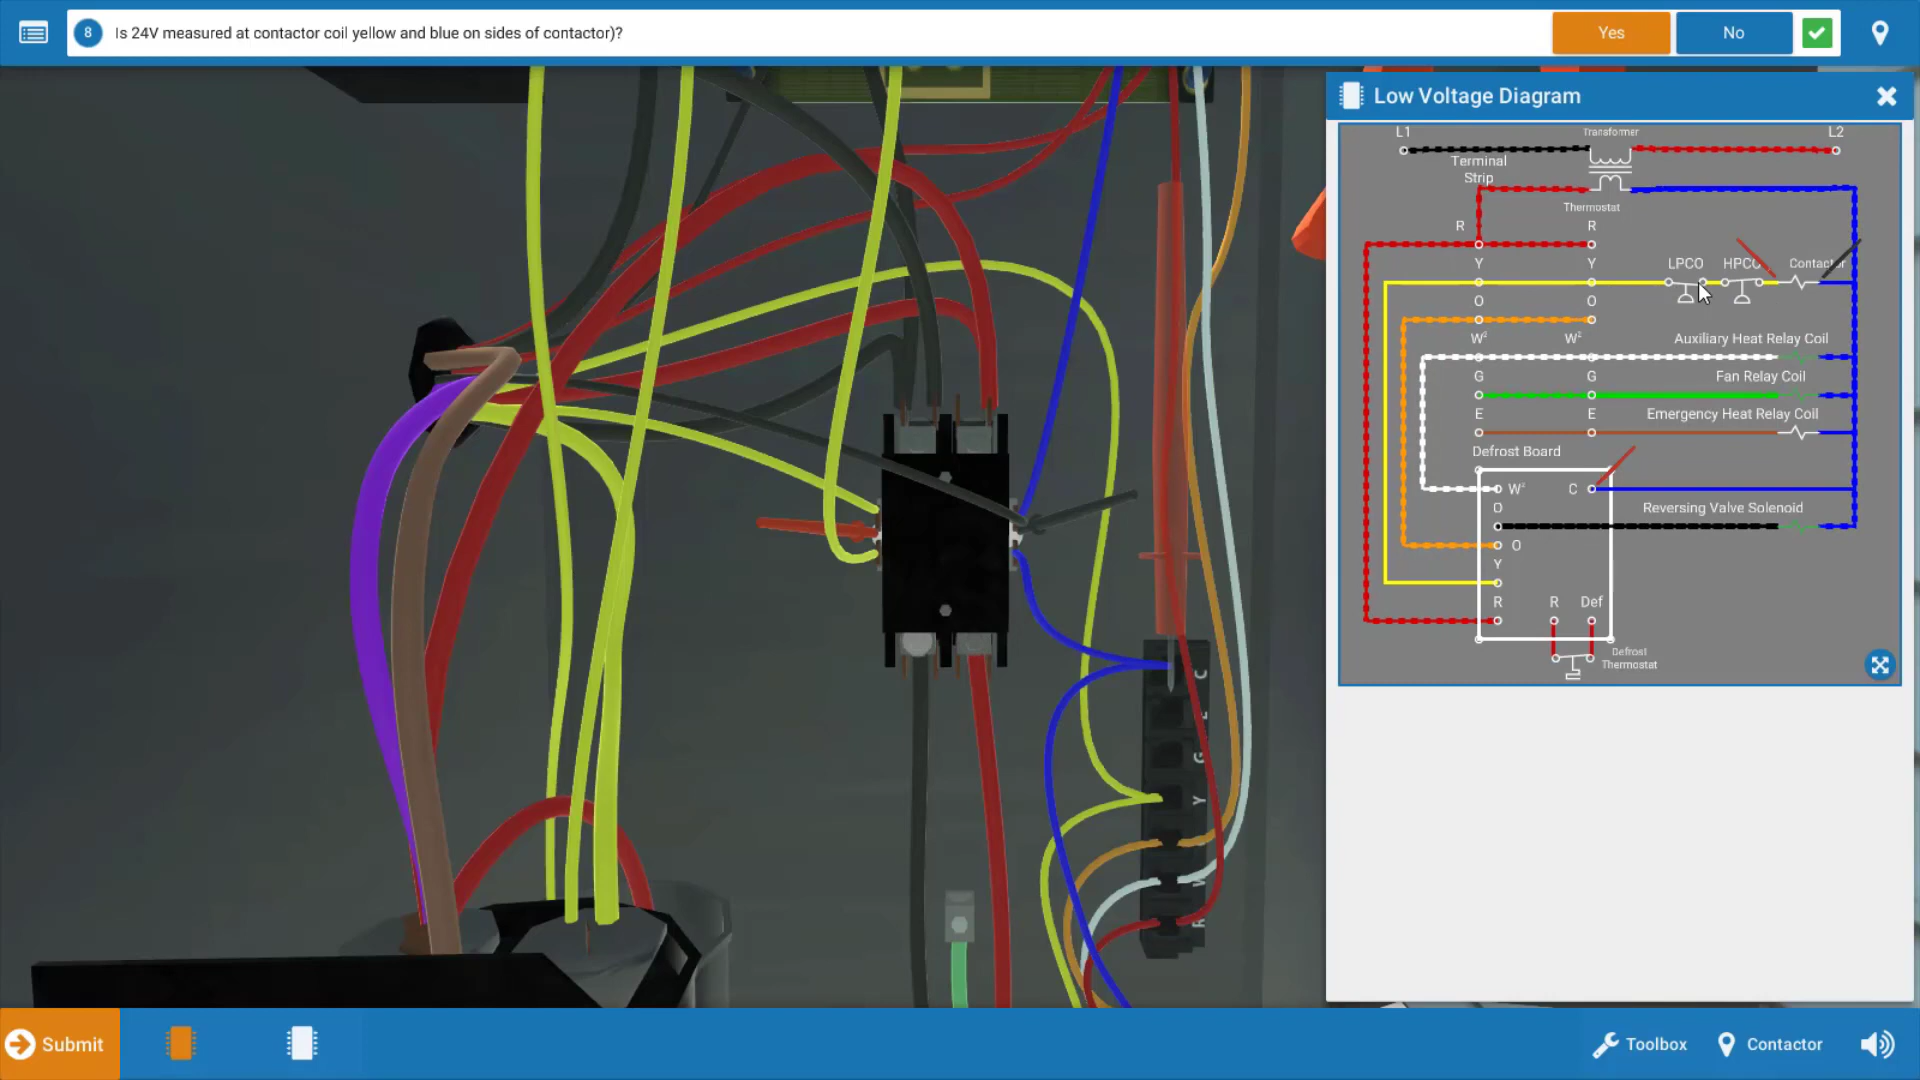 8 Is 24V measured at contactor coil yellow and blue on sides of contactor)? Yes No
Low Voltage Diagram
L1 Transformer L2
Terminal
Strip
Thermostat
R R
Y Y LPCO HPCO Contactor
O O
W² W² Auxiliary Heat Relay Coil
G G Fan Relay Coil
E E Emergency Heat Relay Coil
Defrost Board
W² C
O Reversing Valve Solenoid
O
Y
R R Def
Defrost
Thermostat
C
G
Y
R
Submit Toolbox Contactor